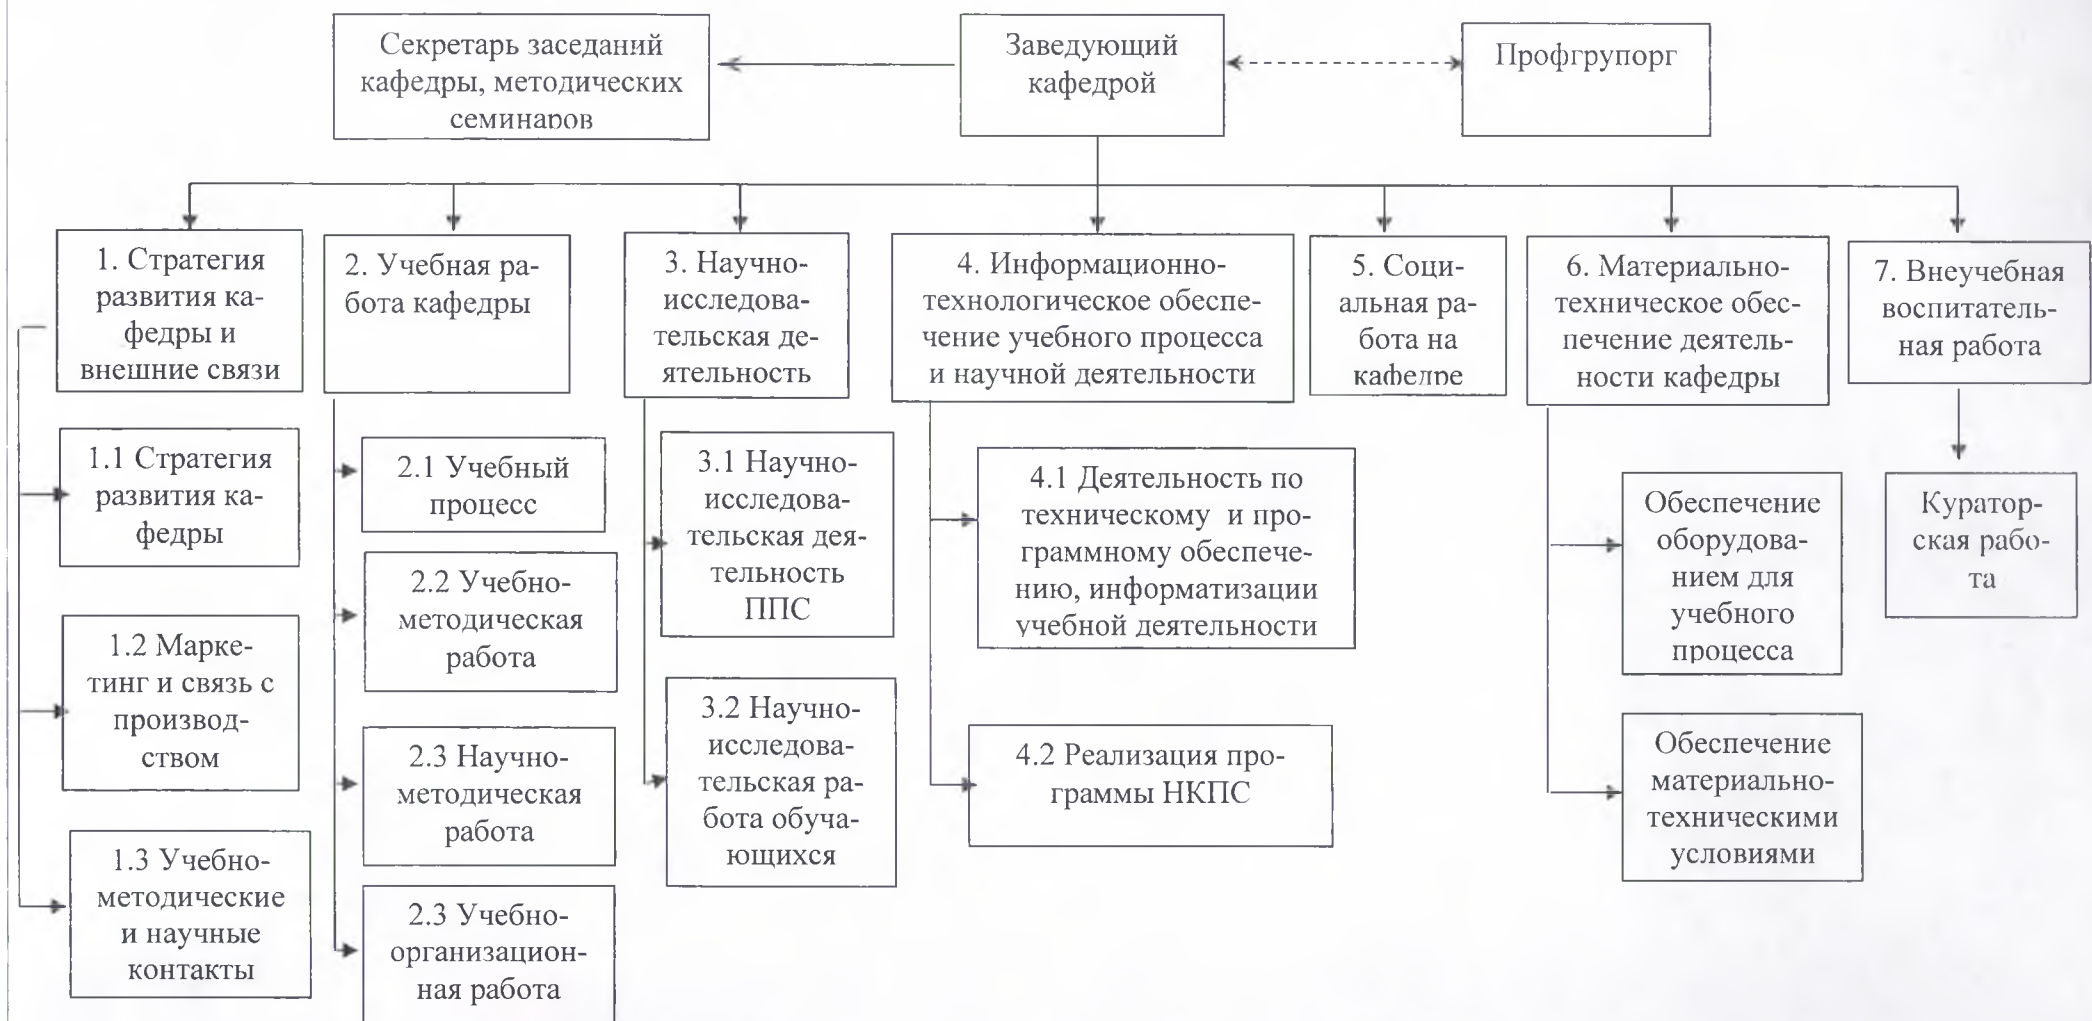 Секретарь заседаний
кафедры, методических
семинаров
Заведующий
кафедрой
Профгрупорг
1. Стратегия
развития ка-
федры и
внешние связи
2. Учебная ра-
бота кафедры
3. Научно-
исследова-
тельская де-
ятельность
4. Информационно-
технологическое обеспе-
чение учебного процесса
и научной деятельности
5. Соци-
альная ра-
бота на
кафедре
6. Материально-
техническое обес-
печение деятель-
ности кафедры
7. Внеучебная
воспитатель-
ная работа
1.1 Стратегия
развития ка-
федры
1.2 Марке-
тинг и связь с
производ-
ством
1.3 Учебно-
методические
и научные
контакты
2.1 Учебный
процесс
2.2 Учебно-
методическая
работа
2.3 Научно-
методическая
работа
2.3 Учебно-
организацион-
ная работа
3.1 Научно-
исследова-
тельская дея-
тельность
ППС
3.2 Научно-
исследова-
тельская ра-
бота обуча-
ющихся
4.1 Деятельность по
техническому и про-
граммному обеспече-
нию, информатизации
учебной деятельности
4.2 Реализация про-
граммы НКПС
Обеспечение
оборудова-
нием для
учебного
процесса
Обеспечение
материально-
техническими
условиями
Куратор-
ская рабо-
та